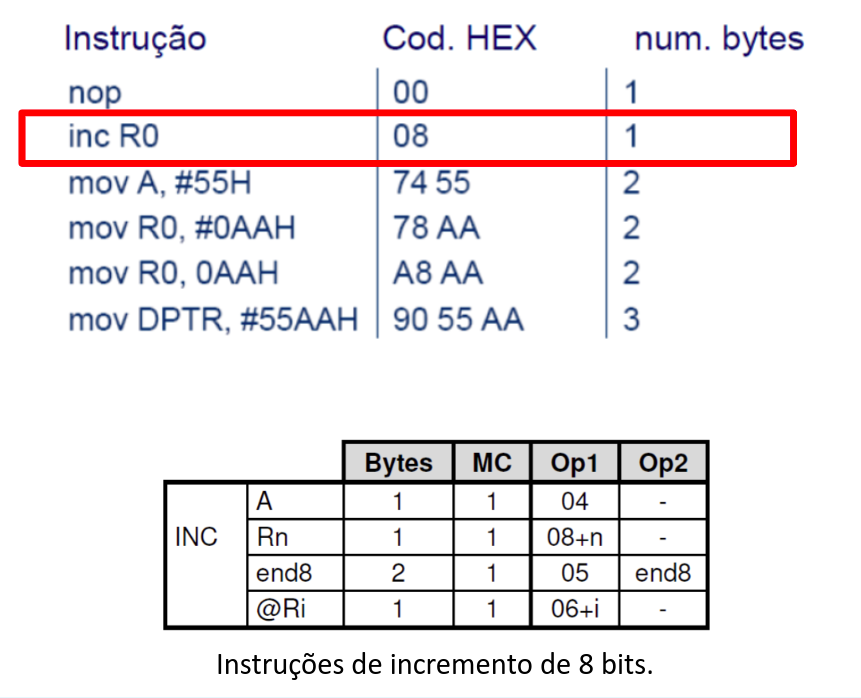 Instrução Cod. HEX num. bytes
nop 00 1
inc R0 08 1
mov A, #55H 74 55 2
mov R0, #0AAH 78 AA 2
mov R0, 0AAH A8 AA 2
mov DPTR, #55AAH 90 55 AA 3
Bytes MC Op1 Op2
A 1 1 04 -
INC Rn 1 1 08+n -
end8 2 1 05 end8
@Ri 1 1 06+i -
Instruções de incremento de 8 bits.